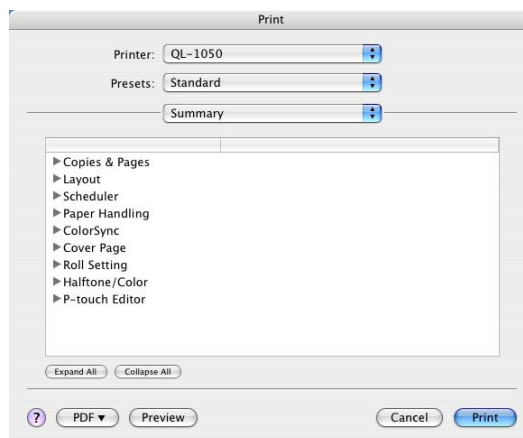 Print
Printer: QL-1050
Presets: Standard
Summary
Copies & Pages
Layout
Scheduler
Paper Handling
ColorSync
Cover Page
Roll Setting
Halftone/Color
P-touch Editor
Expand All Collapse All
? PDF ▼ Preview Cancel Print